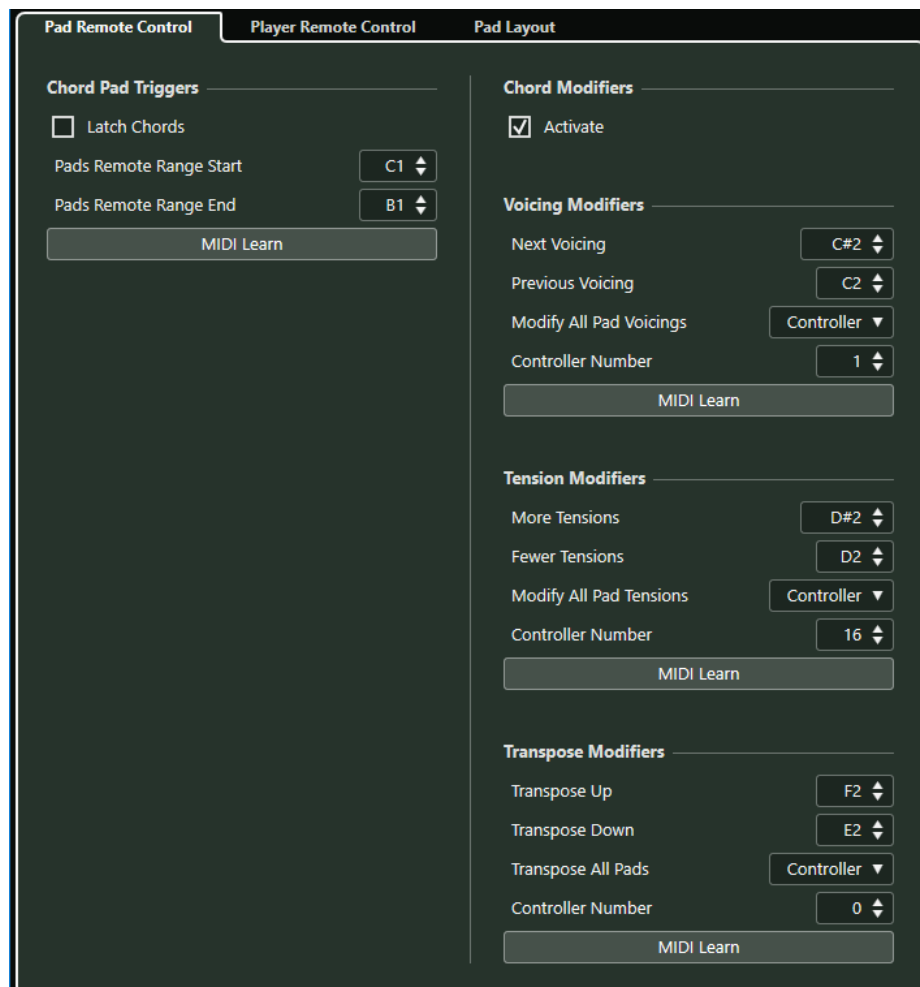 Pad Remote Control
Player Remote Control
Pad Layout
Chord Pad Triggers
Latch Chords
Pads Remote Range Start C1
Pads Remote Range End B1
MIDI Learn
Chord Modifiers
Activate
Voicing Modifiers
Next Voicing C#2
Previous Voicing C2
Modify All Pad Voicings Controller
Controller Number 1
MIDI Learn
Tension Modifiers
More Tensions D#2
Fewer Tensions D2
Modify All Pad Tensions Controller
Controller Number 16
MIDI Learn
Transpose Modifiers
Transpose Up F2
Transpose Down E2
Transpose All Pads Controller
Controller Number 0
MIDI Learn